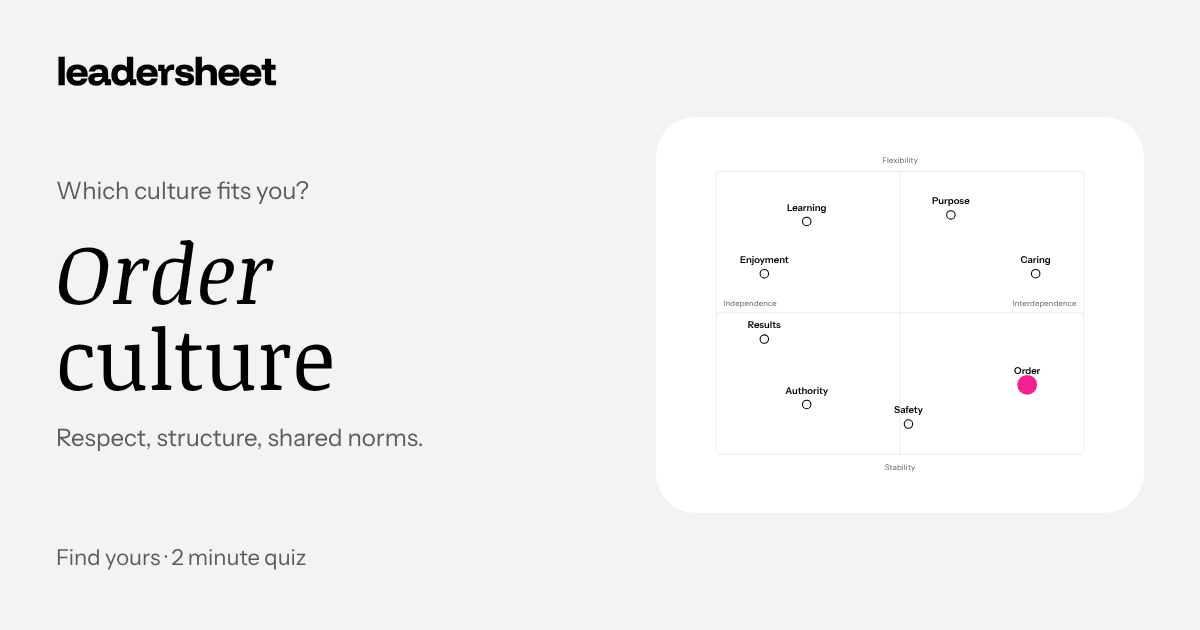 leadersheet
Which culture fits you?
Order
culture
Respect, structure, shared norms.
Find yours · 2 minute quiz
Flexibility
Learning
Purpose
Enjoyment
Caring
Independence
Interdependence
Results
Order
Authority
Safety
Stability